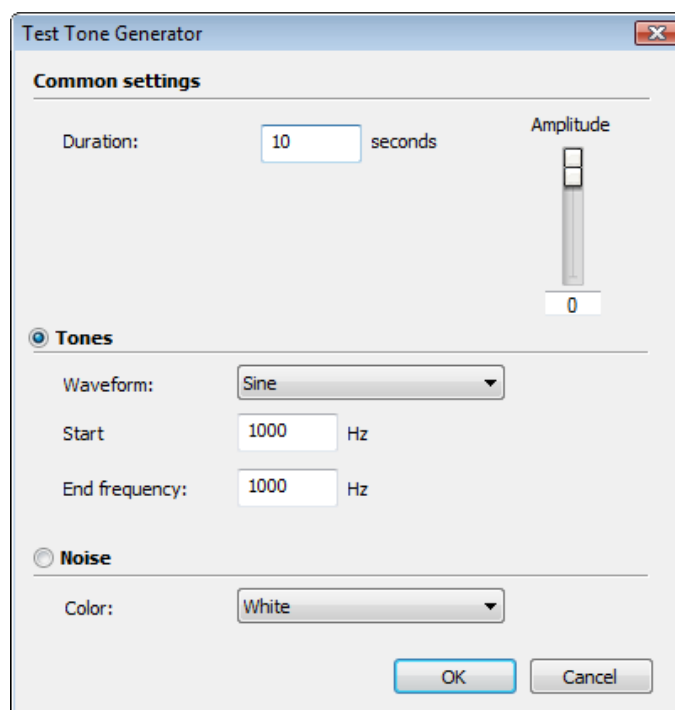 Test Tone Generator
Common settings
Duration: 10 seconds
Amplitude
0
Tones
Waveform: Sine
Start 1000 Hz
End frequency: 1000 Hz
Noise
Color: White
OK Cancel